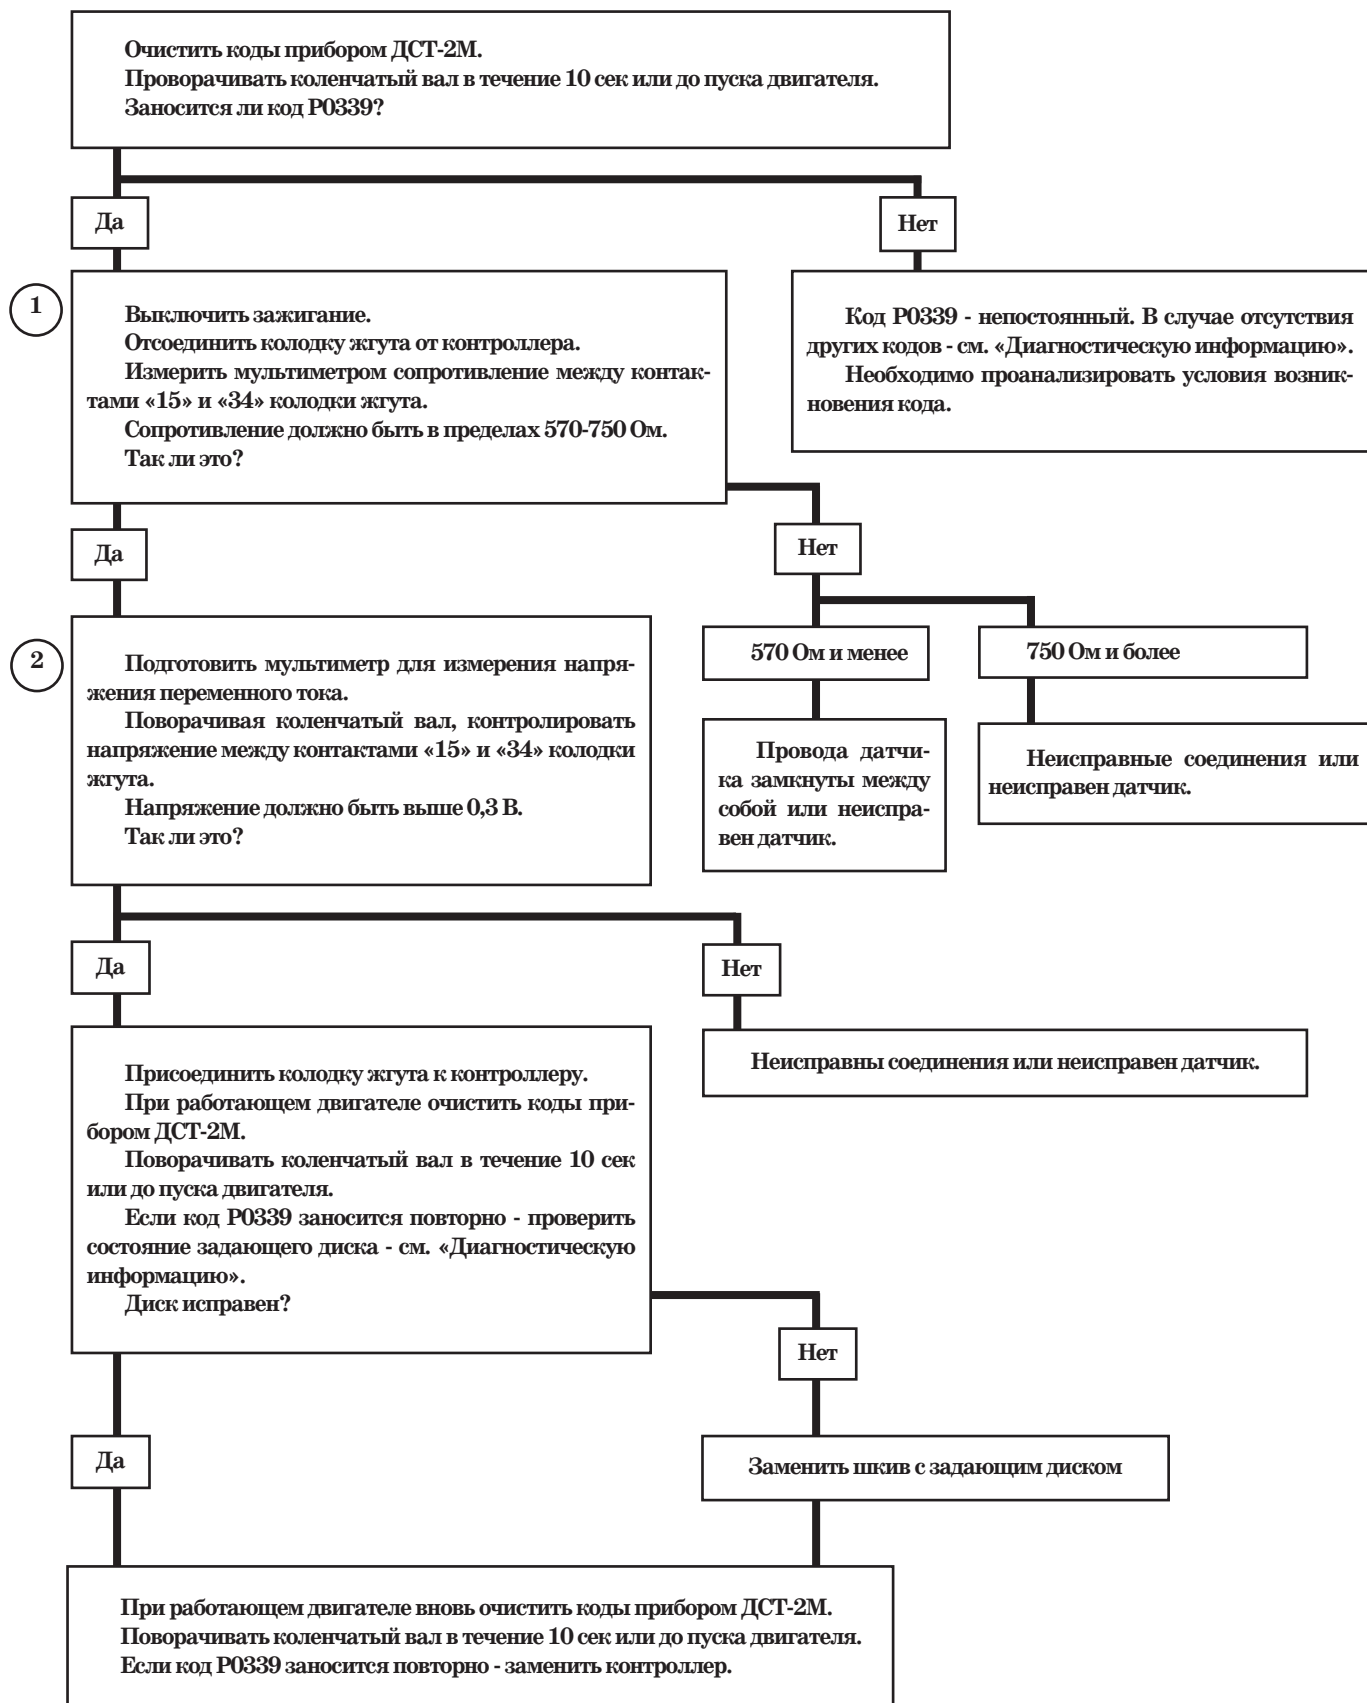 Очистить коды прибором ДСТ-2М.
Проворачивать коленчатый вал в течение 10 сек или до пуска двигателя.
Заносится ли код Р0339?
Да
Нет
1
Выключить зажигание.
Отсоединить колодку жгута от контроллера.
Измерить мультиметром сопротивление между контак-
тами «15» и «34» колодки жгута.
Сопротивление должно быть в пределах 570-750 Ом.
Так ли это?
Код Р0339 - непостоянный. В случае отсутствия
других кодов - см. «Диагностическую информацию».
Необходимо проанализировать условия возник-
новения кода.
Да
Нет
2
Подготовить мультиметр для измерения напря-
жения переменного тока.
Поворачивая коленчатый вал, контролировать
напряжение между контактами «15» и «34» колодки
жгута.
Напряжение должно быть выше 0,3 В.
Так ли это?
570 Ом и менее
750 Ом и более
Провода датчи-
ка замкнуты между
собой или неиспра-
вен датчик.
Неисправные соединения или
неисправен датчик.
Да
Нет
Присоединить колодку жгута к контроллеру.
При работающем двигателе очистить коды при-
бором ДСТ-2М.
Поворачивать коленчатый вал в течение 10 сек
или до пуска двигателя.
Если код Р0339 заносится повторно - проверить
состояние задающего диска - см. «Диагностическую
информацию».
Диск исправен?
Неисправны соединения или неисправен датчик.
Нет
Да
Заменить шкив с задающим диском
При работающем двигателе вновь очистить коды прибором ДСТ-2М.
Поворачивать коленчатый вал в течение 10 сек или до пуска двигателя.
Если код Р0339 заносится повторно - заменить контроллер.